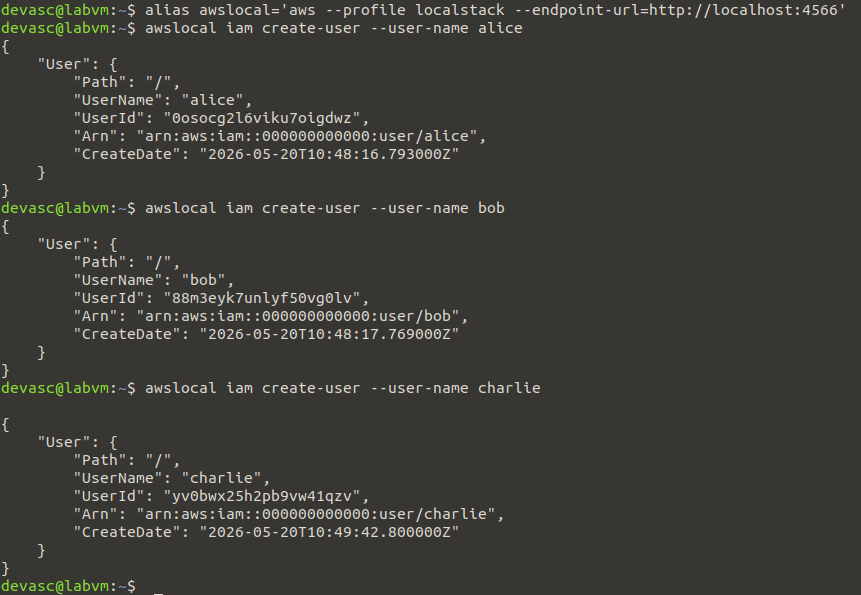 devasc@labvm:~$ alias awslocal='aws --profile localstack --endpoint-url=http://localhost:4566'
devasc@labvm:~$ awslocal iam create-user --user-name alice
{
    "User": {
        "Path": "/",
        "UserName": "alice",
        "UserId": "0osocg2l6viku7oigdwz",
        "Arn": "arn:aws:iam::000000000000:user/alice",
        "CreateDate": "2026-05-20T10:48:16.793000Z"
    }
}
devasc@labvm:~$ awslocal iam create-user --user-name bob
{
    "User": {
        "Path": "/",
        "UserName": "bob",
        "UserId": "88m3eyk7unlyf50vg0lv",
        "Arn": "arn:aws:iam::000000000000:user/bob",
        "CreateDate": "2026-05-20T10:48:17.769000Z"
    }
}
devasc@labvm:~$ awslocal iam create-user --user-name charlie

{
    "User": {
        "Path": "/",
        "UserName": "charlie",
        "UserId": "yv0bwx25h2pb9vw41qzv",
        "Arn": "arn:aws:iam::000000000000:user/charlie",
        "CreateDate": "2026-05-20T10:49:42.800000Z"
    }
}
devasc@labvm:~$